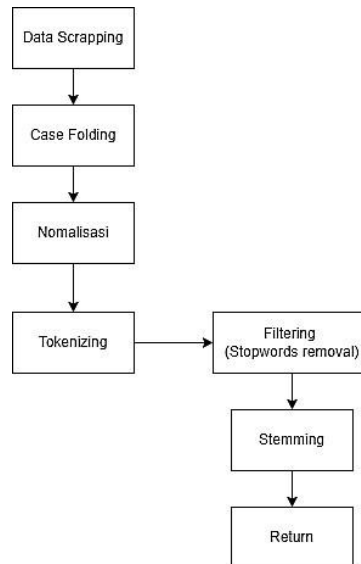 Data Scrapping
Case Folding
Nomalisasi
Tokenizing
Filtering
(Stopwords removal)
Stemming
Return